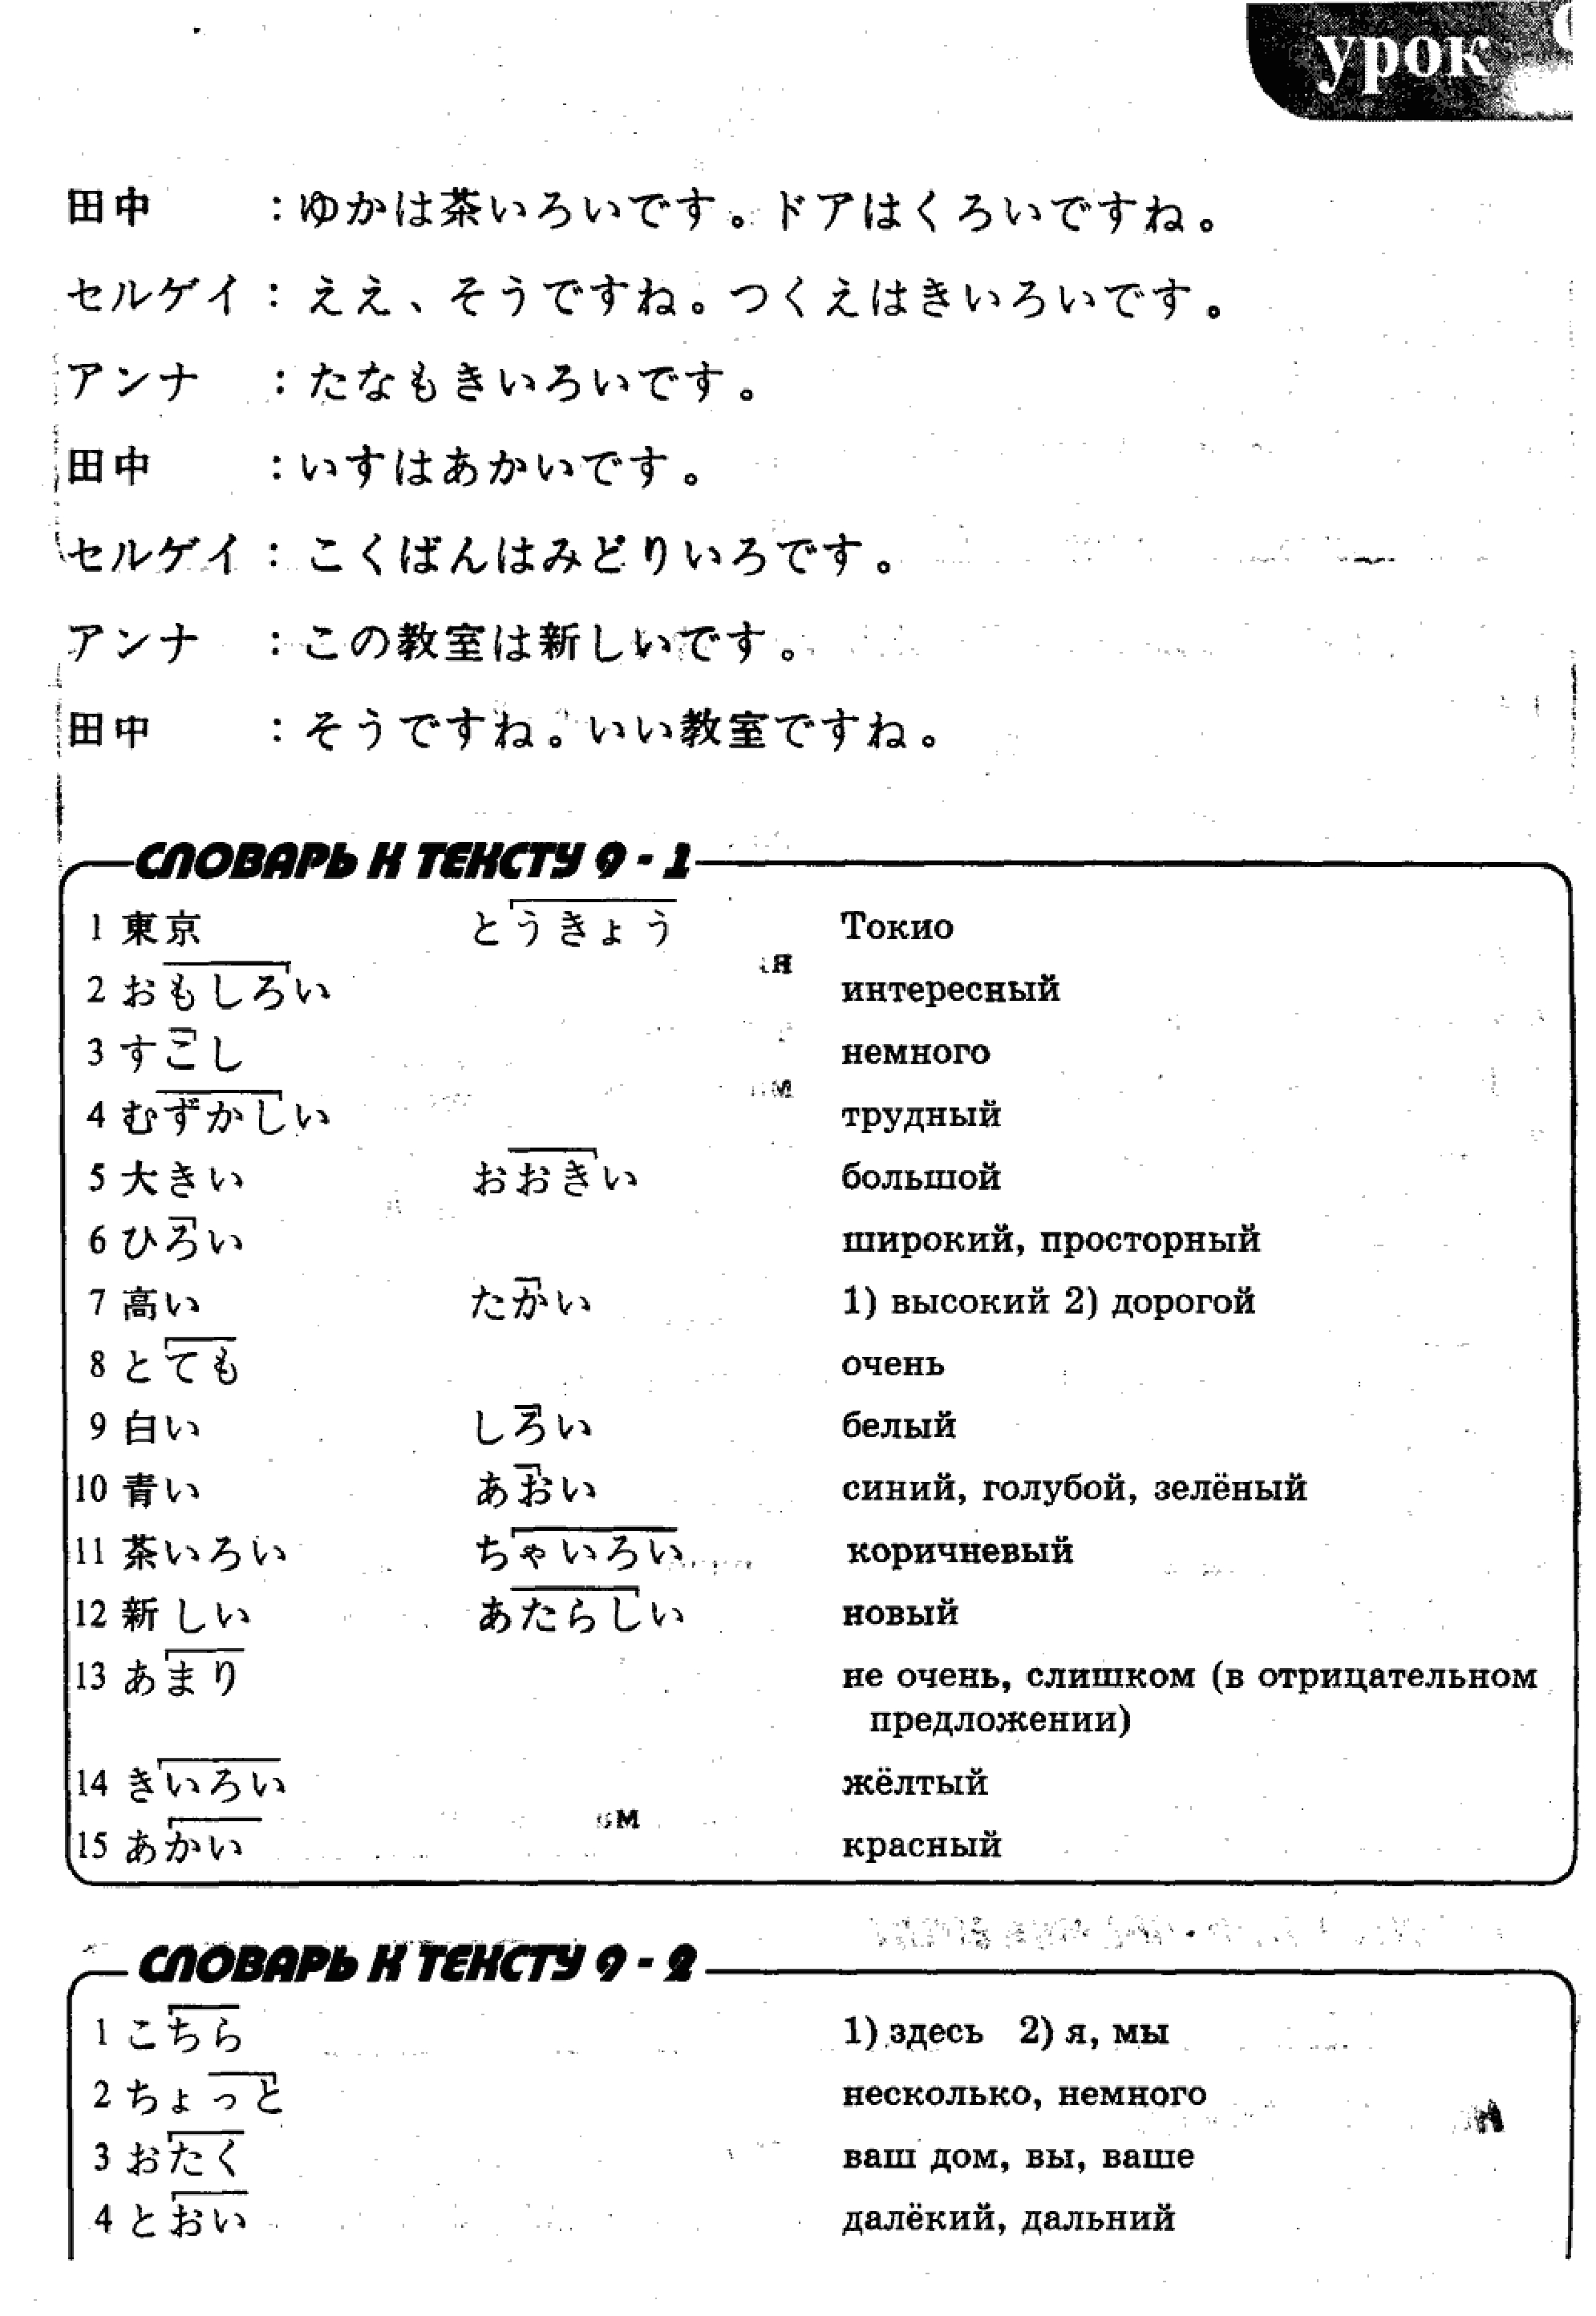 урок
田中 ：ゆかは茶いろいです。ドアはくろいですね。
セルゲイ：ええ、そうですね。つくえはきいろいです。
アンナ ：たなもきいろいです。
田中 ：いすはあかいです。
セルゲイ：こくばんはみどりいろです。
アンナ ：この教室は新しいです。
田中 ：そうですね。いい教室ですね。
СЛОВАРЬ К ТЕКСТУ 9 - 1
1 東京 とうきょう Токио
2 おもしろい интересный
3 すこし немного
4 むずかしい трудный
5 大きい おおきい большой
6 ひろい широкий, просторный
7 高い たかい 1) высокий 2) дорогой
8 とても очень
9 白い しろい белый
10 青い あおい синий, голубой, зелёный
11 茶いろい ちゃいろい коричневый
12 新しい あたらしい новый
13 あまり не очень, слишком (в отрицательном
предложении)
14 きいろい жёлтый
15 あかい красный
СЛОВАРЬ К ТЕКСТУ 9 - 2
1 こちら 1) здесь 2) я, мы
2 ちょっと несколько, немного
3 おたく ваш дом, вы, ваше
4 とおい далёкий, дальний